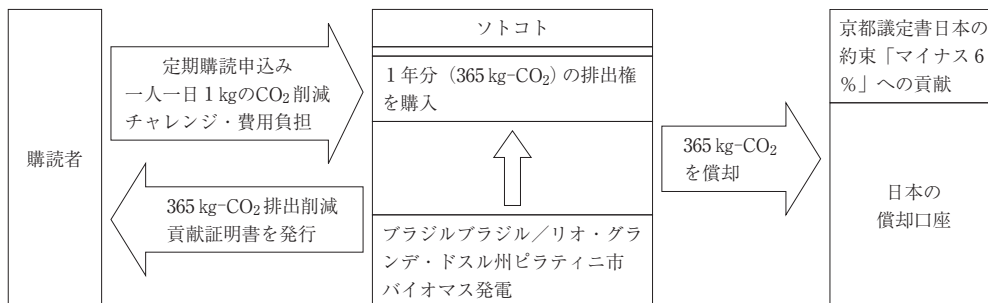 購読者
定期購読申込み
一人一日1kgのCO₂削減
チャレンジ・費用負担
365 kg-CO₂排出削減
貢献証明書を発行
ソトコト
1年分（365 kg-CO₂）の排出権
を購入
ブラジルブラジル／リオ・グラ
ンデ・ドスル州ピラティニ市
バイオマス発電
365 kg-CO₂
を償却
京都議定書日本の
約束「マイナス6
％」への貢献
日本の
償却口座